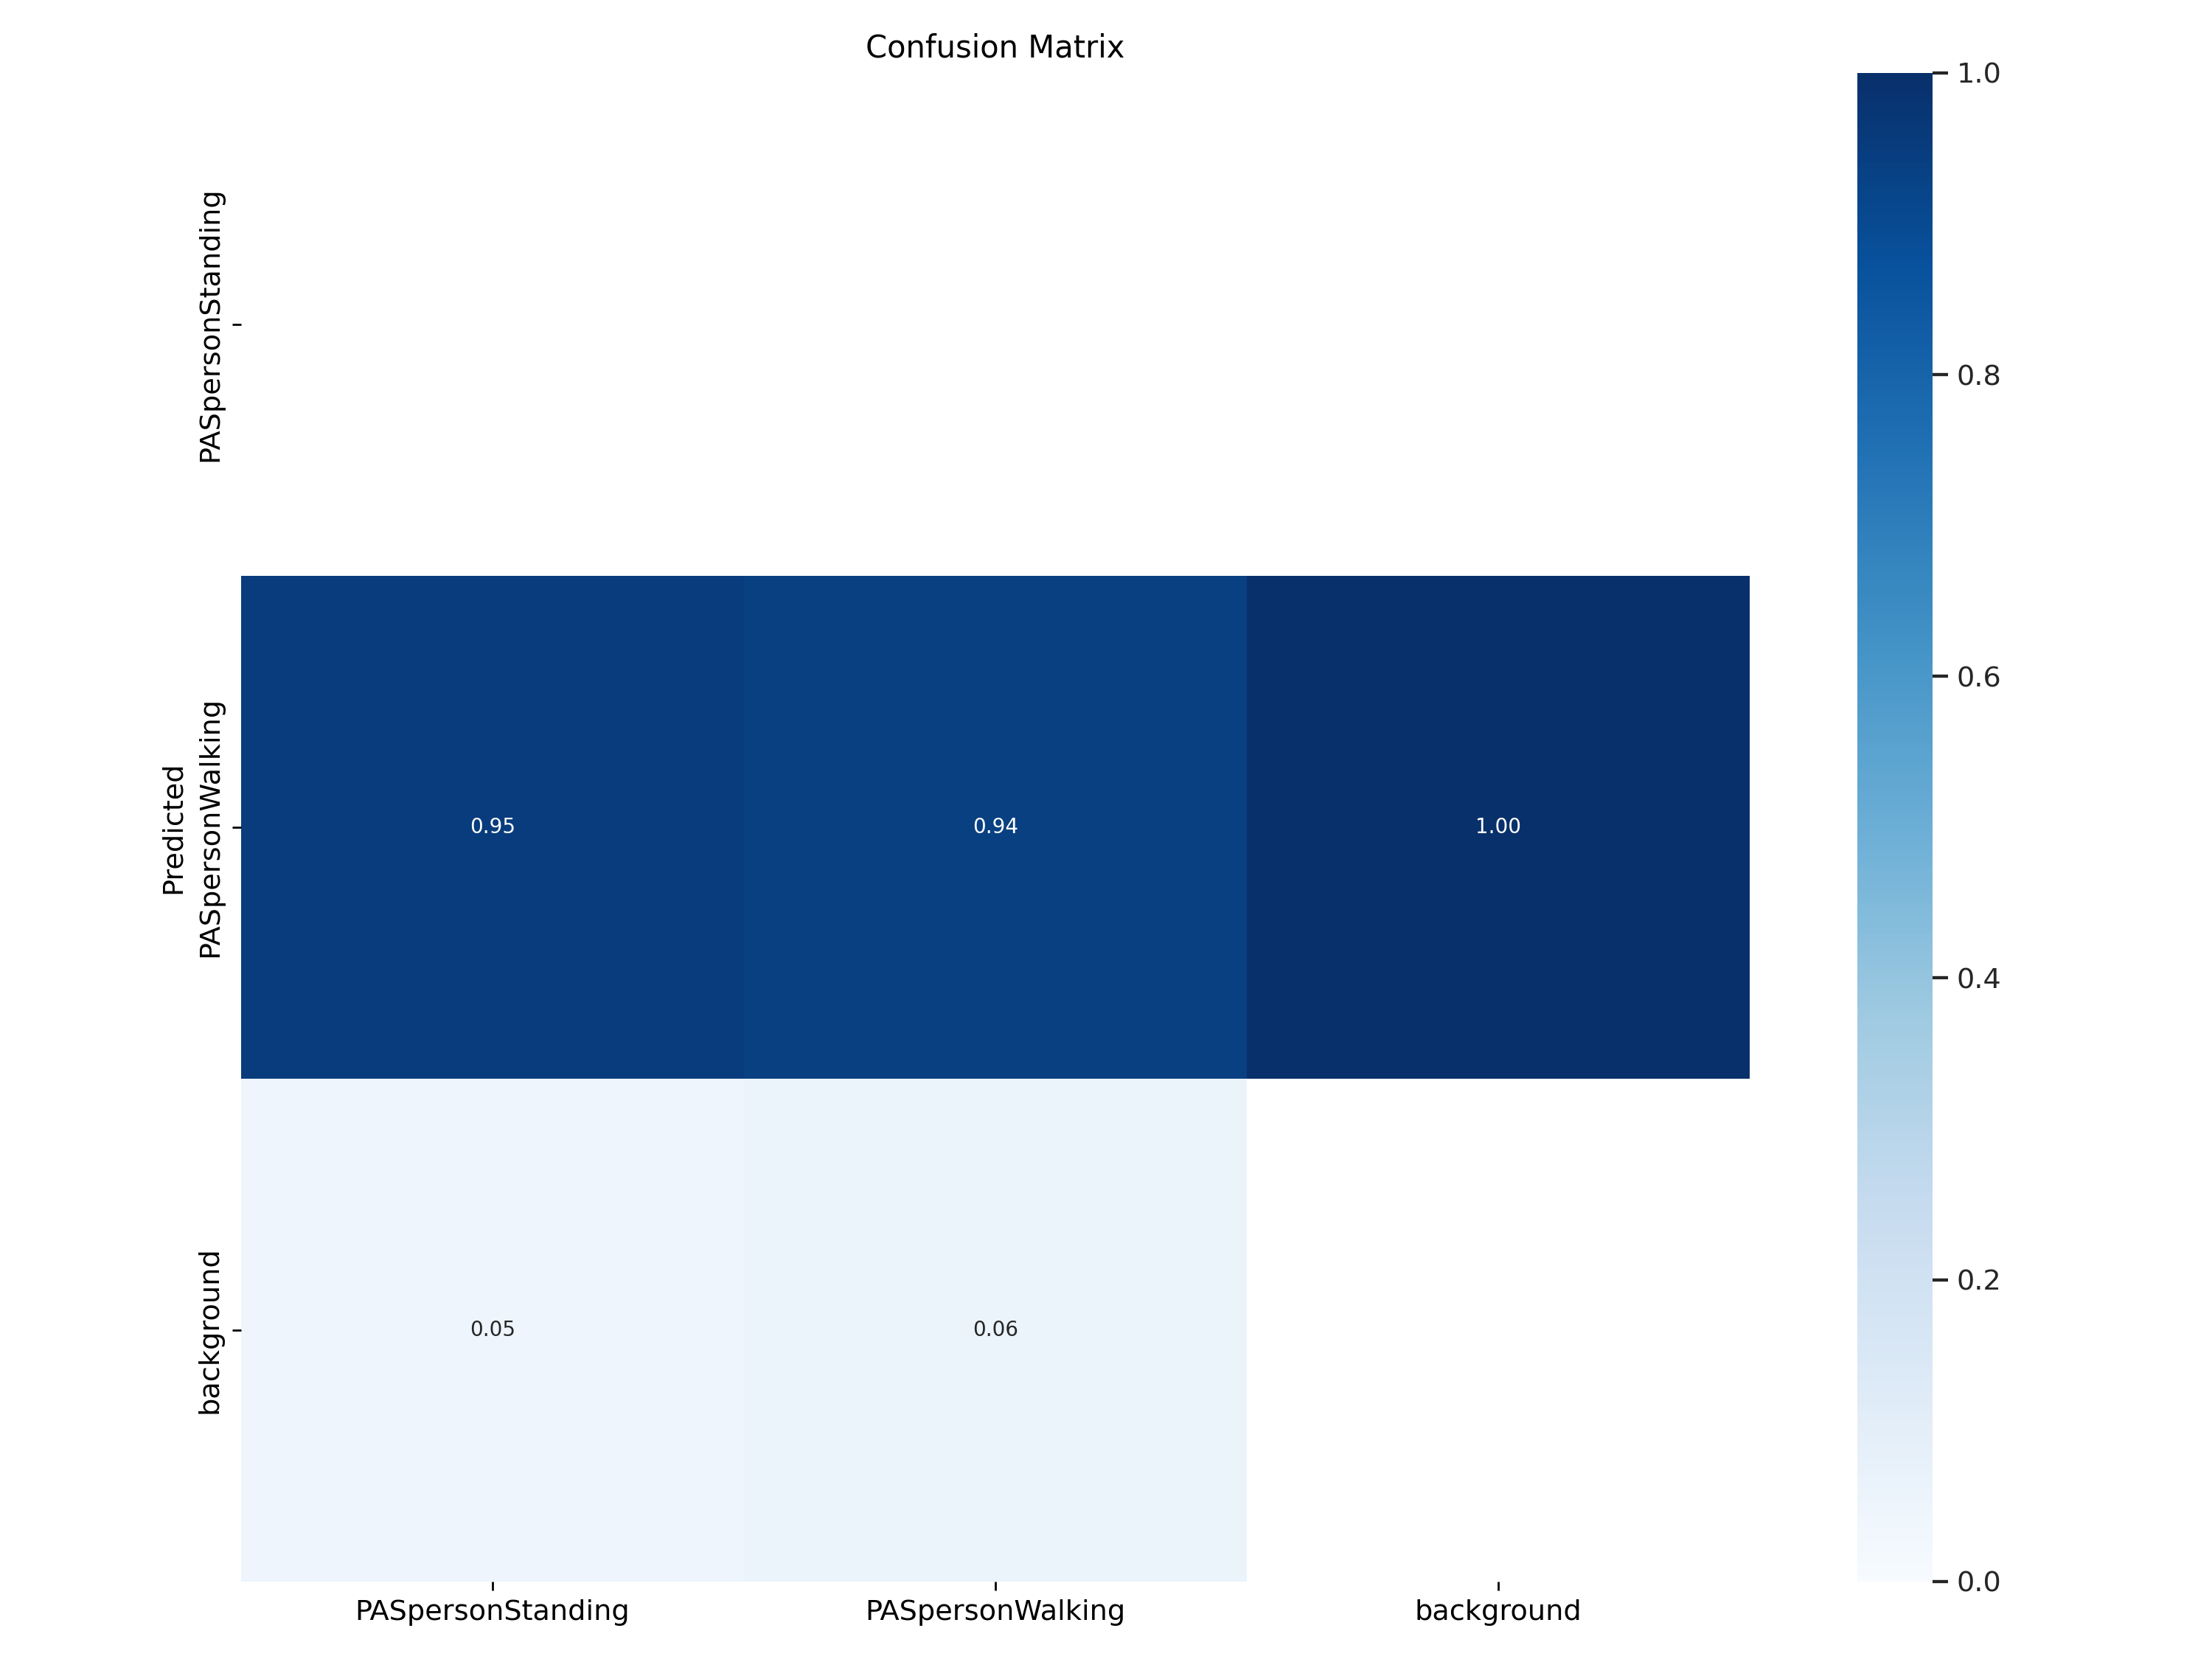 Confusion Matrix
PASpersonStanding
PASpersonWalking
background
Predicted
0.95 0.94 1.00
0.05 0.06
PASpersonStanding PASpersonWalking background
1.0
0.8
0.6
0.4
0.2
0.0